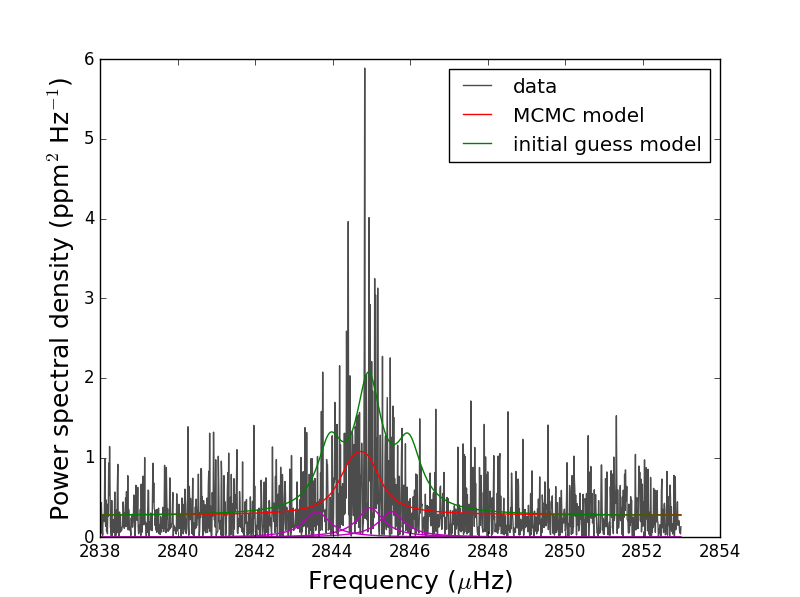 6
5
4
3
2
1
0
Power spectral density (ppm² Hz⁻¹)
data
MCMC model
initial guess model
2838 2840 2842 2844 2846 2848 2850 2852 2854
Frequency (μHz)